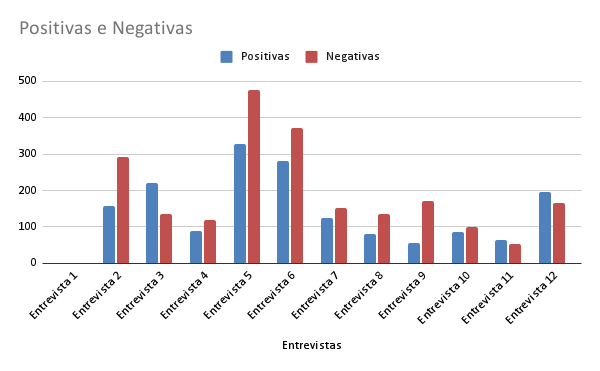 Positivas e Negativas
Positivas Negativas
500
400
300
200
100
0
Entrevista 1 Entrevista 2 Entrevista 3 Entrevista 4 Entrevista 5 Entrevista 6 Entrevista 7 Entrevista 8 Entrevista 9 Entrevista 10 Entrevista 11 Entrevista 12
Entrevistas